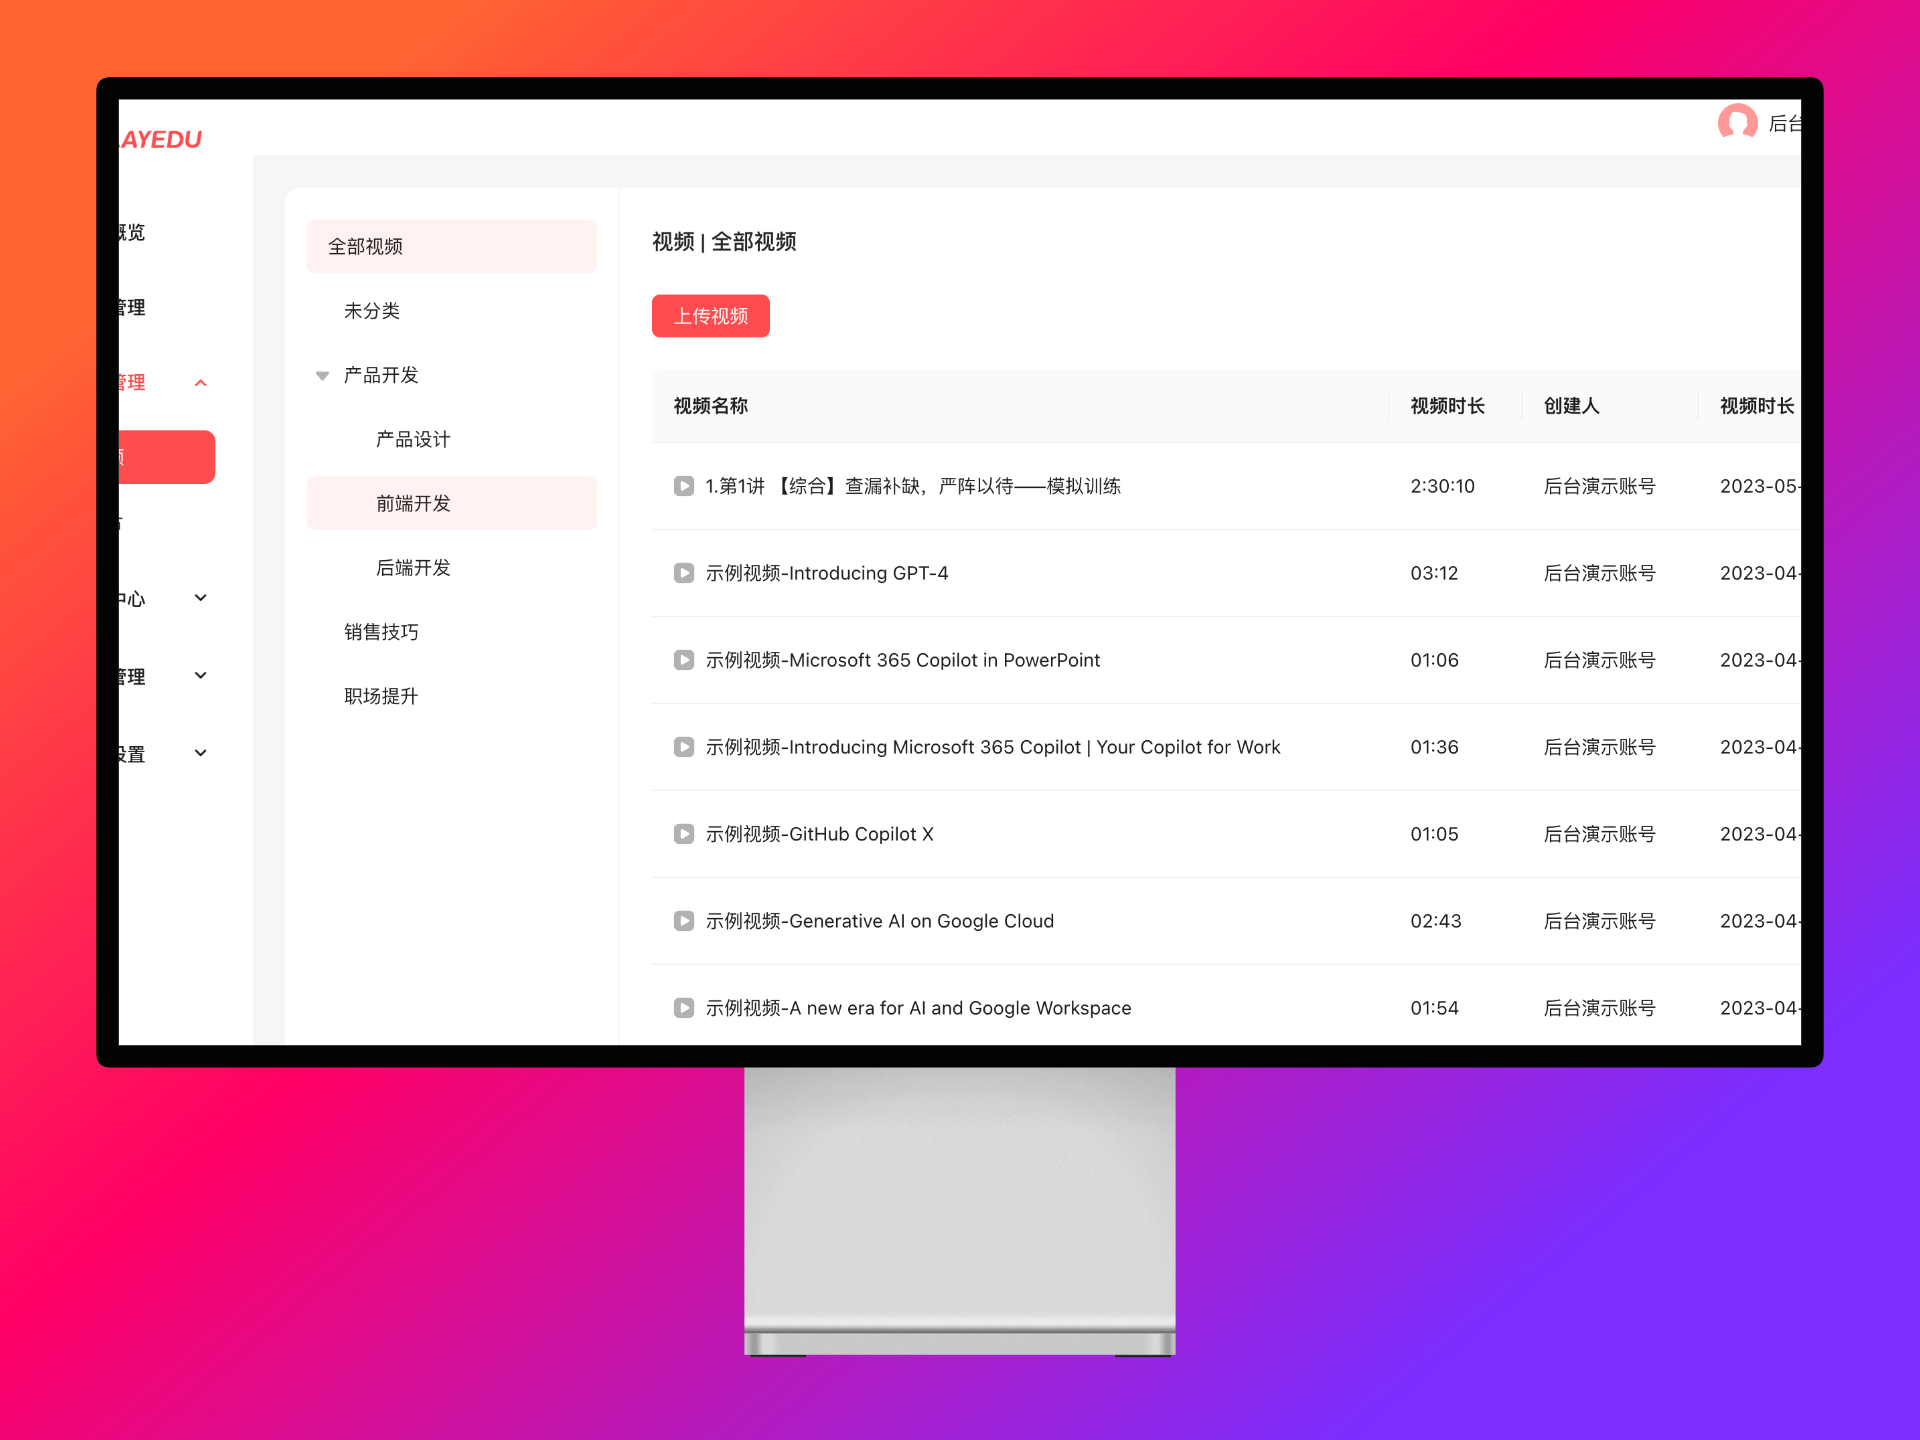 AYEDU
后台
概览
管理
管理
中心
管理
设置
全部视频
未分类
产品开发
产品设计
前端开发
后端开发
销售技巧
职场提升
视频 | 全部视频
上传视频
视频名称 视频时长 创建人 视频时长
1.第1讲 【综合】查漏补缺，严阵以待——模拟训练 2:30:10 后台演示账号 2023-05-
示例视频-Introducing GPT-4 03:12 后台演示账号 2023-04-
示例视频-Microsoft 365 Copilot in PowerPoint 01:06 后台演示账号 2023-04-
示例视频-Introducing Microsoft 365 Copilot | Your Copilot for Work 01:36 后台演示账号 2023-04-
示例视频-GitHub Copilot X 01:05 后台演示账号 2023-04-
示例视频-Generative AI on Google Cloud 02:43 后台演示账号 2023-04-
示例视频-A new era for AI and Google Workspace 01:54 后台演示账号 2023-04-